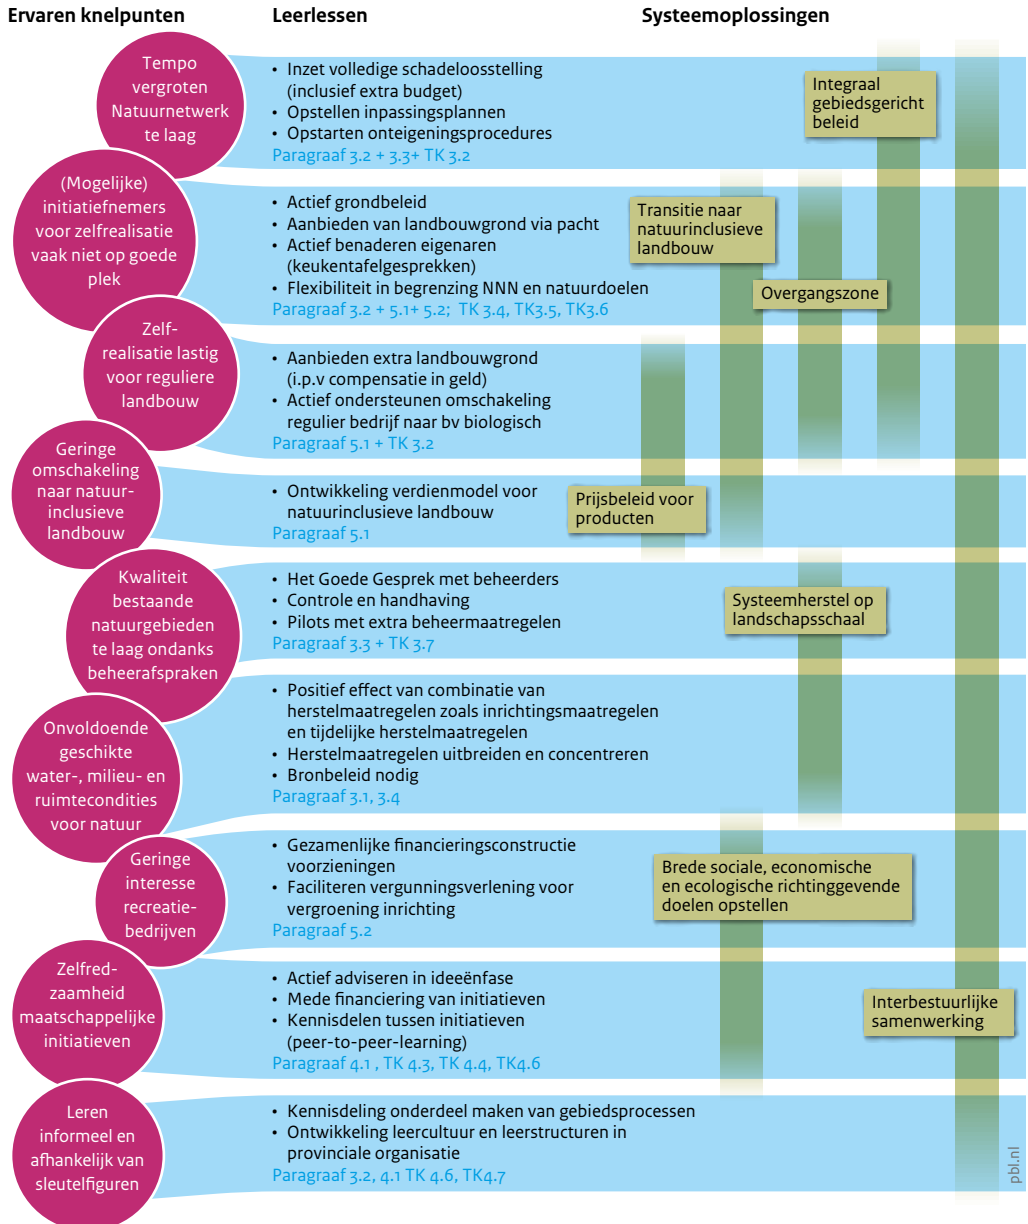 Ervaren knelpunten
Leerlessen
Systeemoplossingen
Tempo
vergroten
Natuurnetwerk
te laag
• Inzet volledige schadeloosstelling
(inclusief extra budget)
• Opstellen inpassingsplannen
• Opstarten onteigeningsprocedures
Paragraaf 3.2 + 3.3+ TK 3.2
Integraal
gebiedsgericht
beleid
(Mogelijke)
initiatiefnemers
voor zelfrealisatie
vaak niet op goede
plek
• Actief grondbeleid
• Aanbieden van landbouwgrond via pacht
• Actief benaderen eigenaren
(keukentafelgesprekken)
• Flexibiliteit in begrenzing NNN en natuurdoelen
Paragraaf 3.2 + 5.1+ 5.2; TK 3.4, TK3.5, TK3.6
Transitie naar
natuurinclusieve
landbouw
Overgangszone
Zelf-
realisatie lastig
voor reguliere
landbouw
• Aanbieden extra landbouwgrond
(i.p.v compensatie in geld)
• Actief ondersteunen omschakeling
regulier bedrijf naar bv biologisch
Paragraaf 5.1 + TK 3.2
Geringe
omschakeling
naar natuur-
inclusieve
landbouw
• Ontwikkeling verdienmodel voor
natuurinclusieve landbouw
Paragraaf 5.1
Prijsbeleid voor
producten
Kwaliteit
bestaande
natuurgebieden
te laag ondanks
beheerafspraken
• Het Goede Gesprek met beheerders
• Controle en handhaving
• Pilots met extra beheermaatregelen
Paragraaf 3.3 + TK 3.7
Systeemherstel op
landschapsschaal
Onvoldoende
geschikte
water-, milieu- en
ruimtecondities
voor natuur
• Positief effect van combinatie van
herstelmaatregelen zoals inrichtingsmaatregelen
en tijdelijke herstelmaatregelen
• Herstelmaatregelen uitbreiden en concentreren
• Bronbeleid nodig
Paragraaf 3.1, 3.4
Geringe
interesse
recreatie-
bedrijven
• Gezamenlijke financieringsconstructie
voorzieningen
• Faciliteren vergunningsverlening voor
vergroening inrichting
Paragraaf 5.2
Brede sociale, economische
en ecologische richtinggevende
doelen opstellen
Zelfred-
zaamheid
maatschappelijke
initiatieven
• Actief adviseren in ideeënfase
• Mede financiering van initiatieven
• Kennisdelen tussen initiatieven
(peer-to-peer-learning)
Paragraaf 4.1 , TK 4.3, TK 4.4, TK4.6
Interbestuurlijke
samenwerking
Leren
informeel en
afhankelijk van
sleutelfiguren
• Kennisdeling onderdeel maken van gebiedsprocessen
• Ontwikkeling leercultuur en leerstructuren in
provinciale organisatie
Paragraaf 3.2, 4.1 TK 4.6, TK4.7
pbl.nl